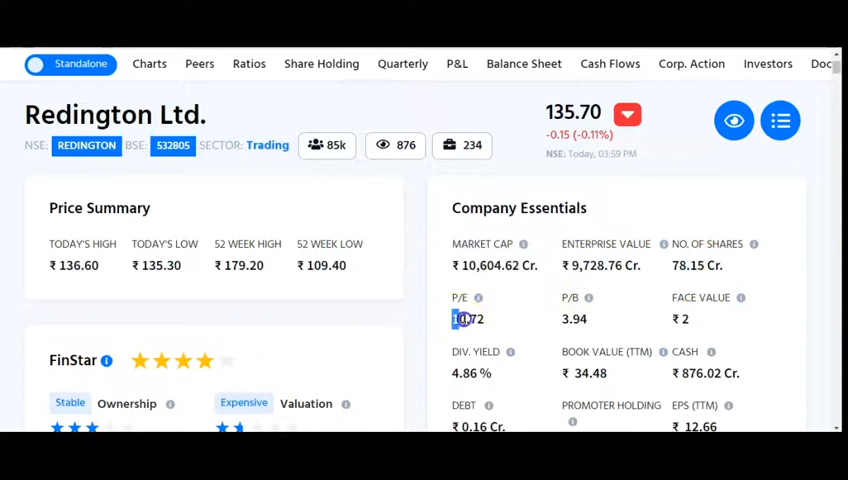 Standalone Charts Peers Ratios Share Holding Quarterly P&L Balance Sheet Cash Flows Corp. Action Investors Doc
Redington Ltd.
135.70
-0.15 (-0.11%)
NSE: REDINGTON BSE: 532805 SECTOR: Trading 85k 876 234
NSE: Today, 03:59 PM
Price Summary
TODAY'S HIGH TODAY'S LOW 52 WEEK HIGH 52 WEEK LOW
₹ 136.60 ₹ 135.30 ₹ 179.20 ₹ 109.40
FinStar
Stable Ownership Expensive Valuation
Company Essentials
MARKET CAP ENTERPRISE VALUE NO. OF SHARES
₹ 10,604.62 Cr. ₹ 9,728.76 Cr. 78.15 Cr.
P/E P/B FACE VALUE
10.72 3.94 ₹ 2
DIV. YIELD BOOK VALUE (TTM) CASH
4.86 % ₹ 34.48 ₹ 876.02 Cr.
DEBT PROMOTER HOLDING EPS (TTM)
₹ 0.16 Cr. ₹ 12.66